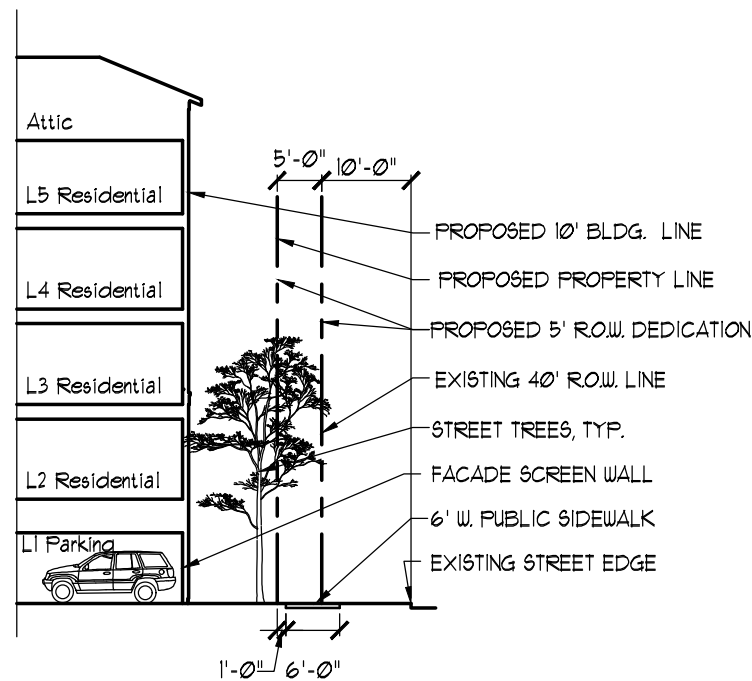 Attic
5'-0" 10'-0"
L5 Residential
PROPOSED 10' BLDG. LINE
PROPOSED PROPERTY LINE
L4 Residential
PROPOSED 5' R.O.W. DEDICATION
L3 Residential
EXISTING 40' R.O.W. LINE
STREET TREES, TYP.
L2 Residential
FACADE SCREEN WALL
6' W. PUBLIC SIDEWALK
L1 Parking
EXISTING STREET EDGE
1'-0" 6'-0"